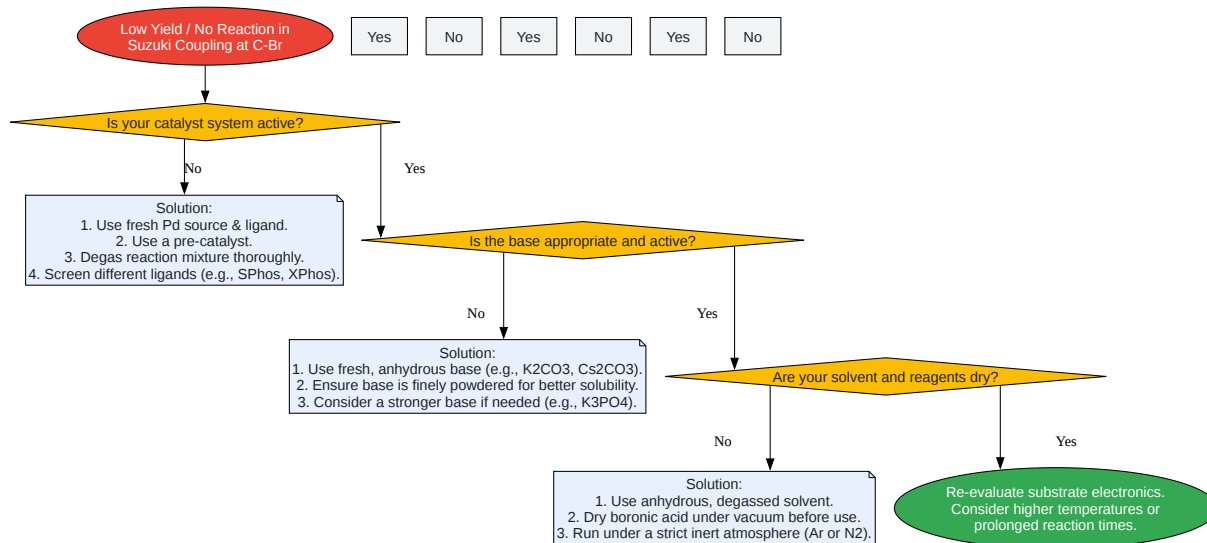 Low Yield / No Reaction in
Suzuki Coupling at C-Br
Yes
No
Yes
No
Yes
No
Is your catalyst system active?
No
Yes
Solution:
1. Use fresh Pd source & ligand.
2. Use a pre-catalyst.
3. Degas reaction mixture thoroughly.
4. Screen different ligands (e.g., SPhos, XPhos).
Is the base appropriate and active?
No
Yes
Solution:
1. Use fresh, anhydrous base (e.g., K2CO3, Cs2CO3).
2. Ensure base is finely powdered for better solubility.
3. Consider a stronger base if needed (e.g., K3PO4).
Are your solvent and reagents dry?
No
Yes
Solution:
1. Use anhydrous, degassed solvent.
2. Dry boronic acid under vacuum before use.
3. Run under a strict inert atmosphere (Ar or N2).
Re-evaluate substrate electronics.
Consider higher temperatures or
prolonged reaction times.